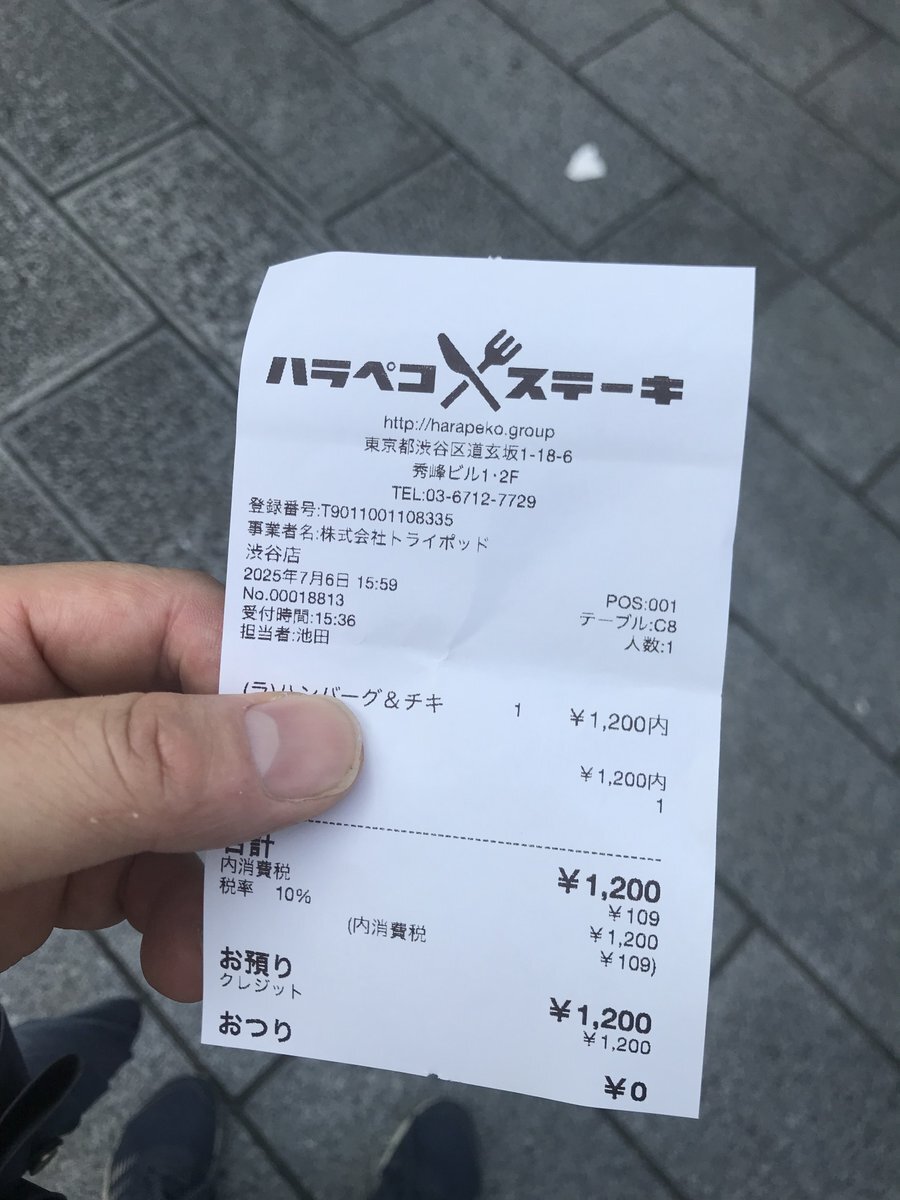 ハラペコ ステーキ
http://harapeko.group
東京都渋谷区道玄坂1-18-6
秀峰ビル1･2F
TEL:03-6712-7729
登録番号:T9011001108335
事業者名:株式会社トライポッド
渋谷店
2025年7月6日 15:59
No.00018813 POS:001
受付時間:15:36 テーブル:C8
担当者:池田 人数:1
(ラ)ハンバーグ&チキ 1 ¥1,200内
¥1,200内
1
合計 ¥1,200
内消費税 ¥109
税率 10% ¥1,200
(内消費税 ¥109)
お預り ¥1,200
クレジット ¥1,200
おつり ¥0